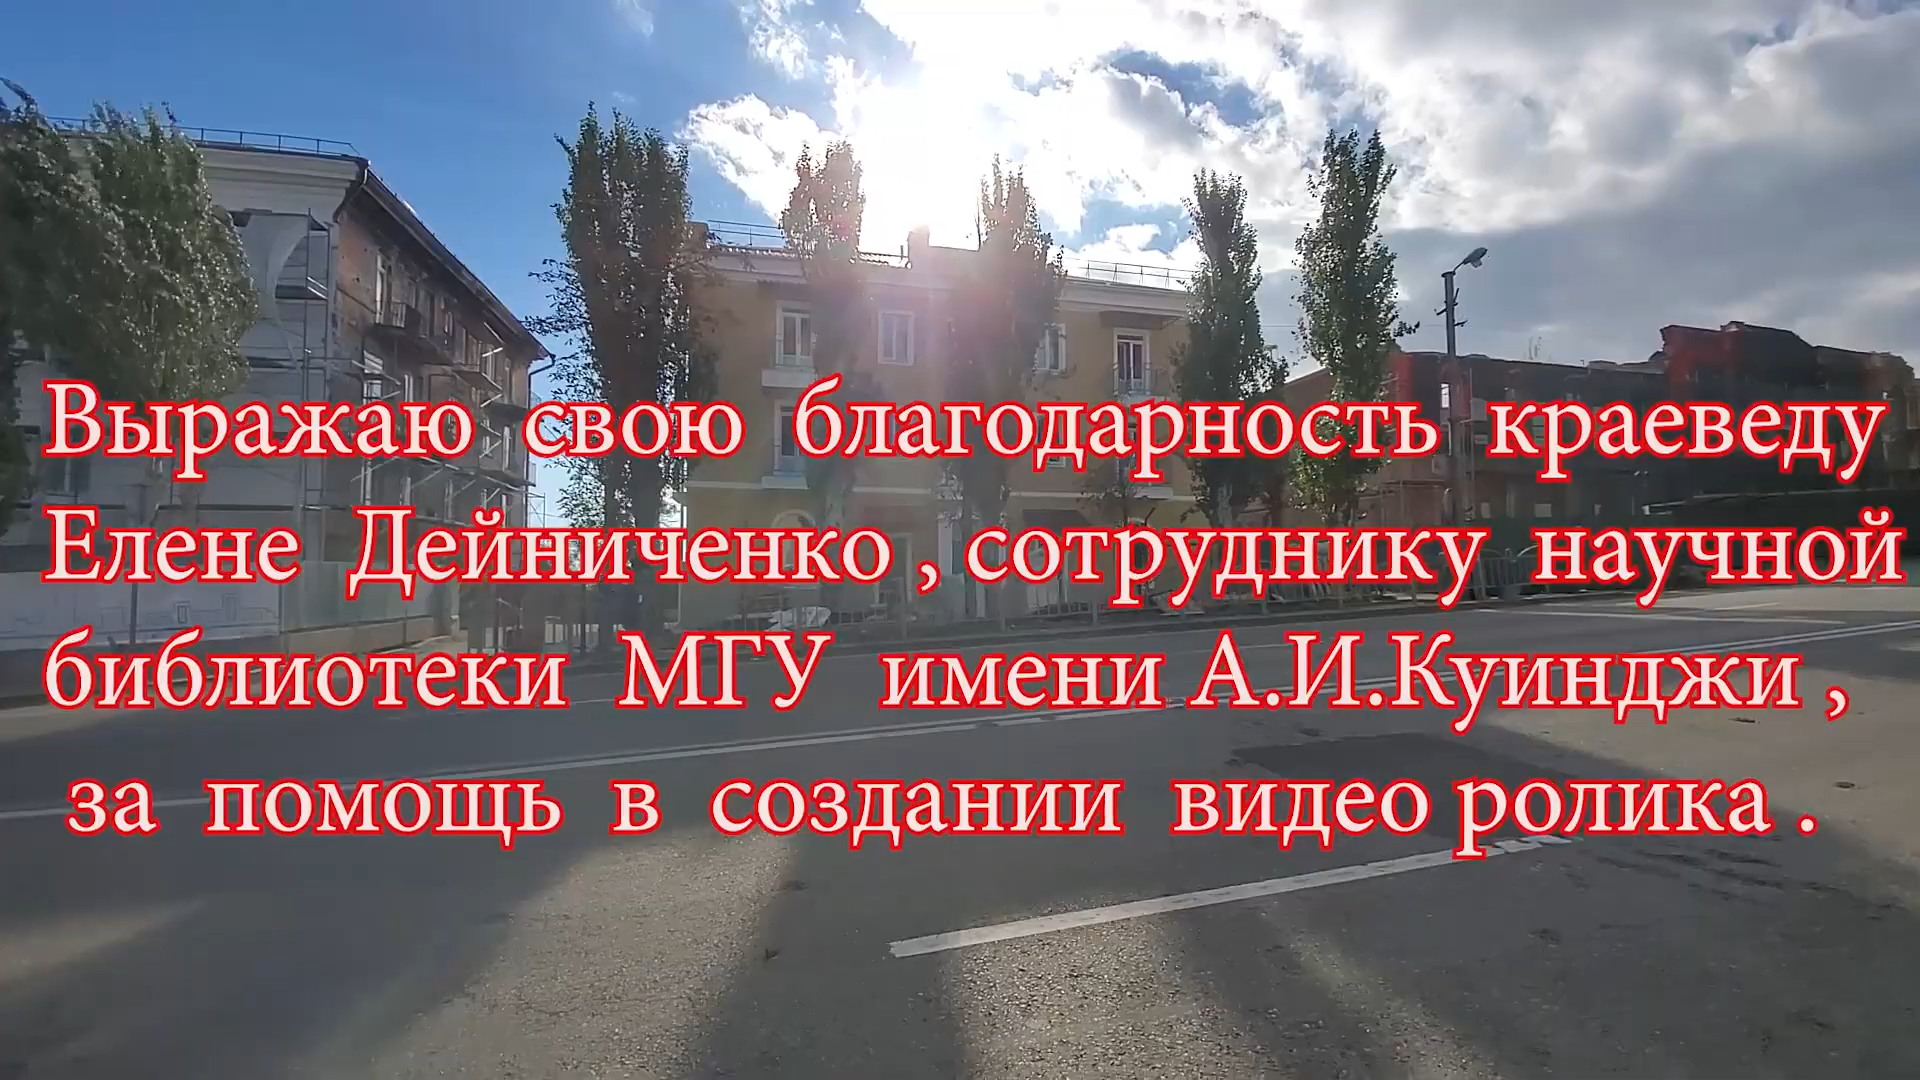 Выражаю свою благодарность краеведу
Елене Дейниченко , сотруднику научной
библиотеки МГУ имени А.И.Куинджи ,
за помощь в создании видео ролика .